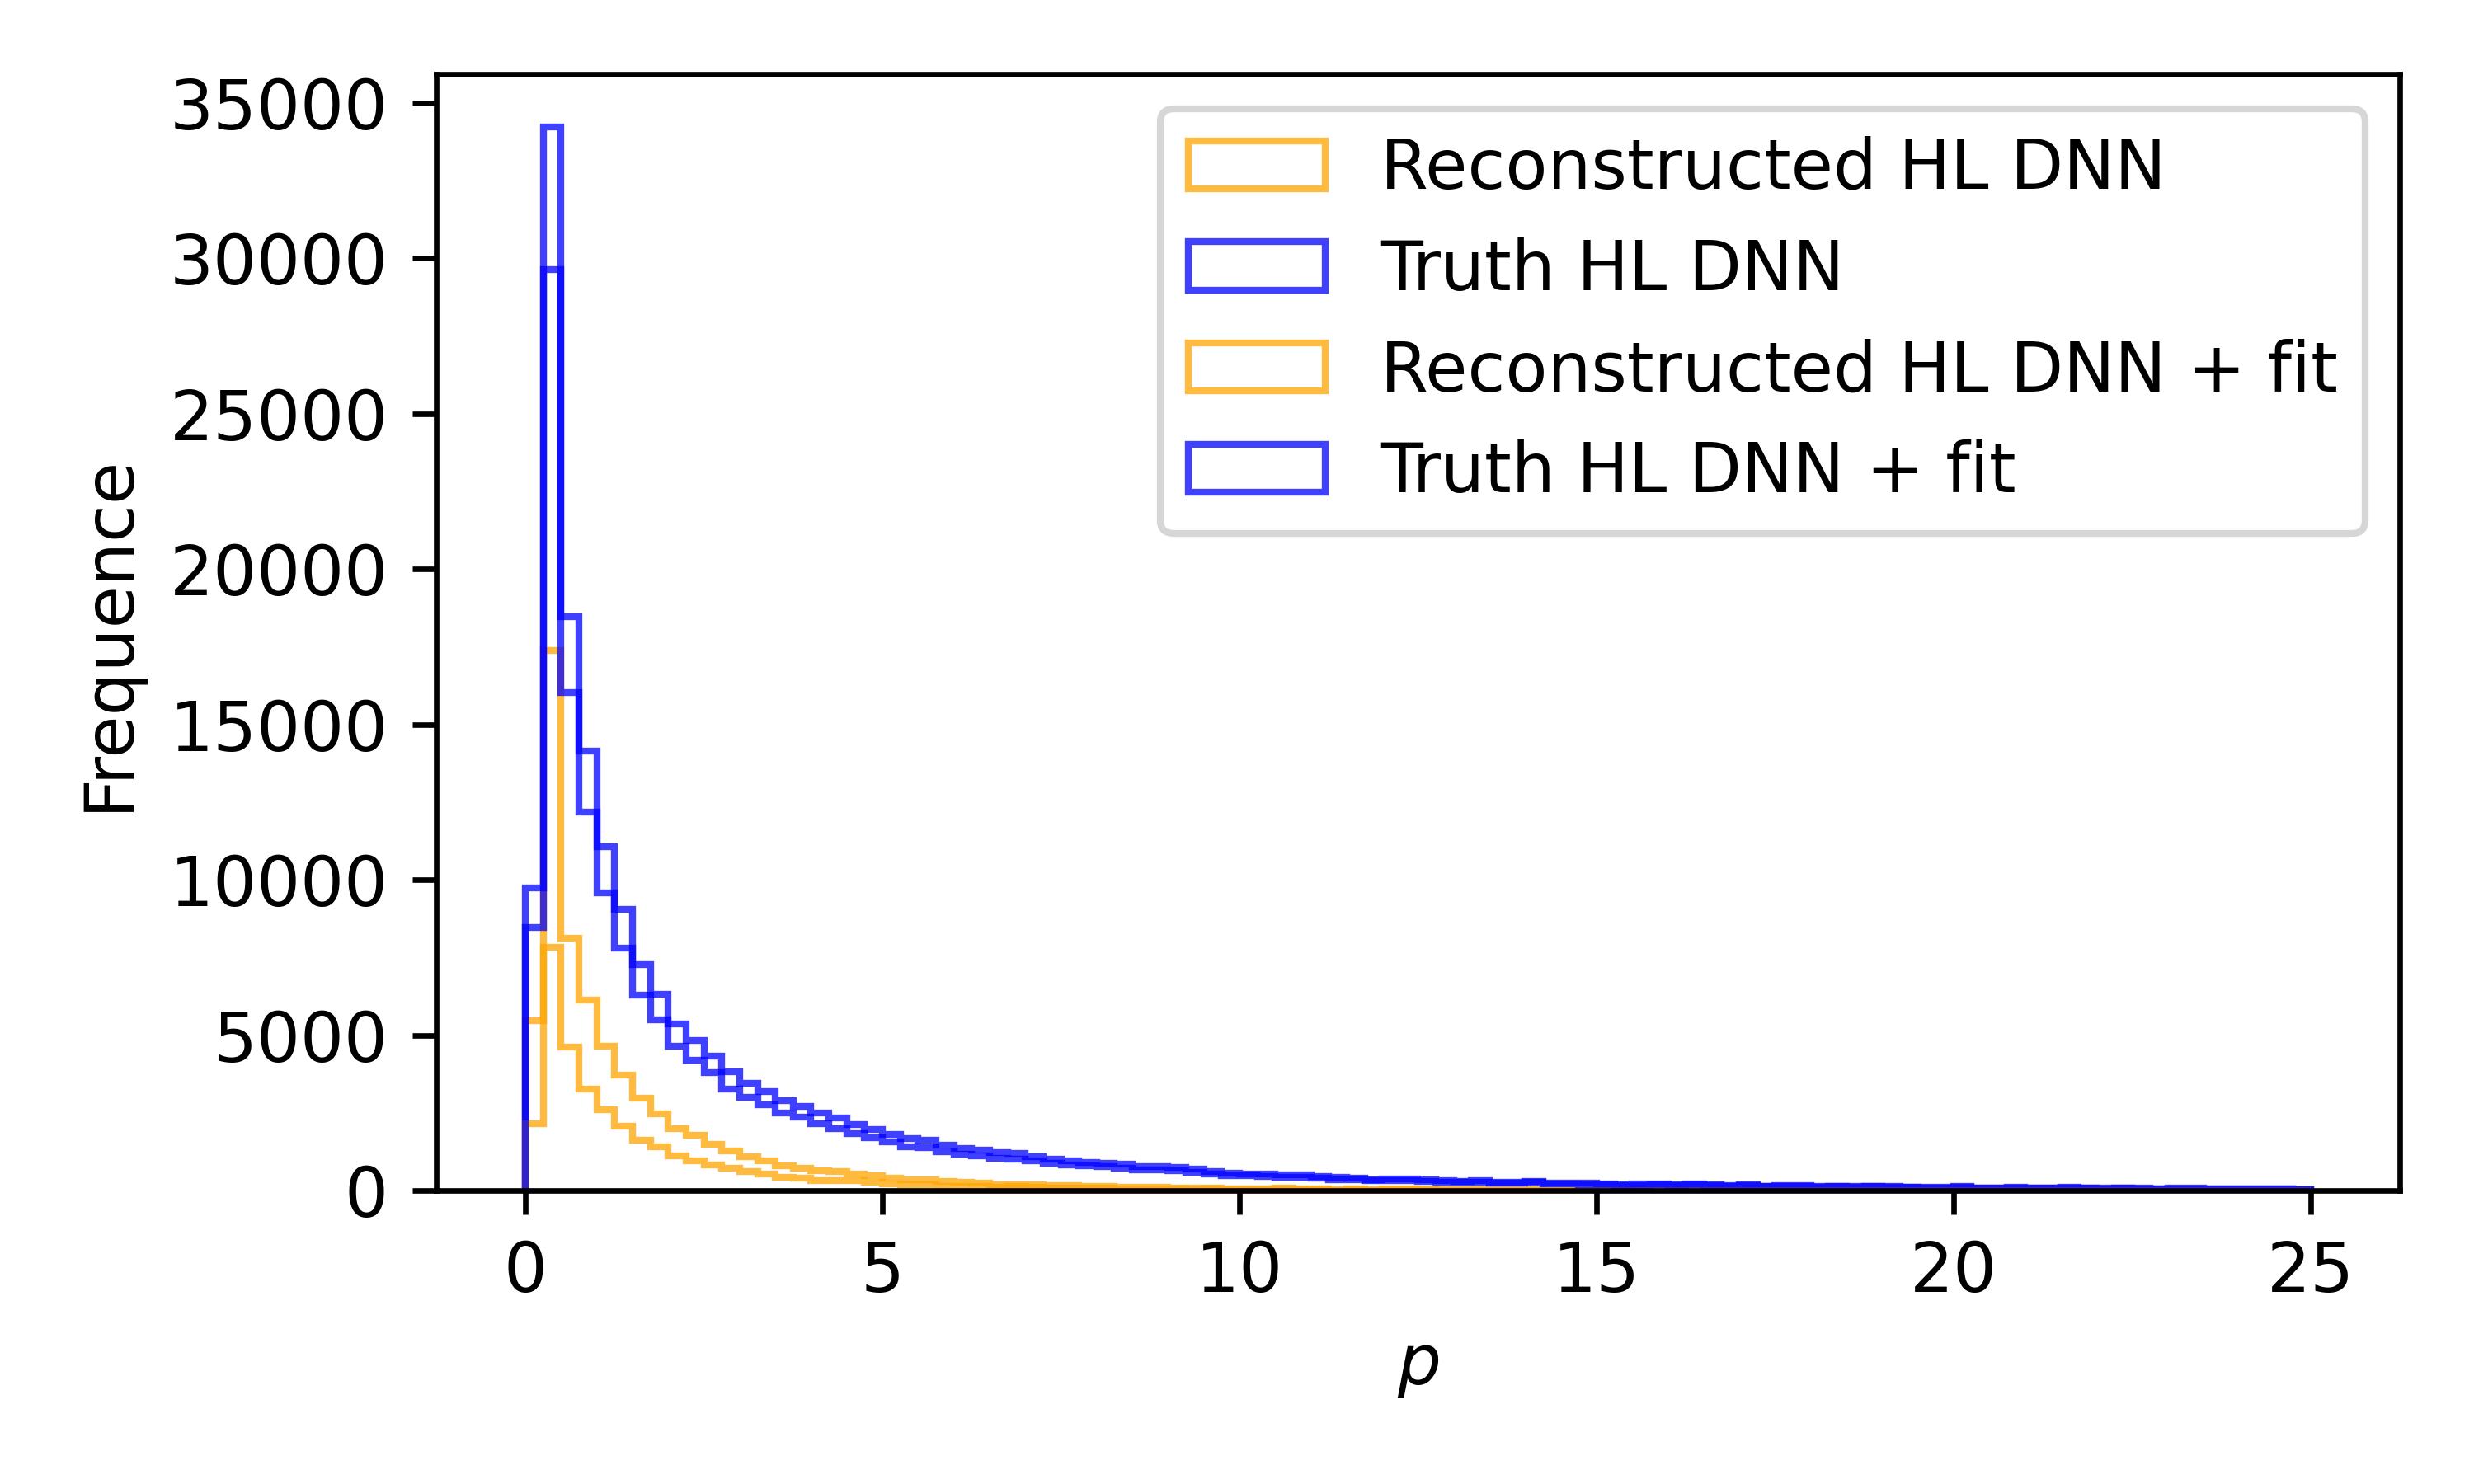 35000
30000
25000
20000
15000
10000
5000
0
Frequence
Reconstructed HL DNN
Truth HL DNN
Reconstructed HL DNN + fit
Truth HL DNN + fit
0 5 10 15 20 25
p